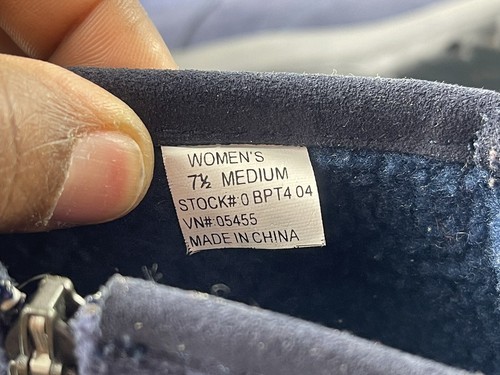 WOMEN'S
7½ MEDIUM
STOCK# 0 BPT4 04
VN# 05455
MADE IN CHINA